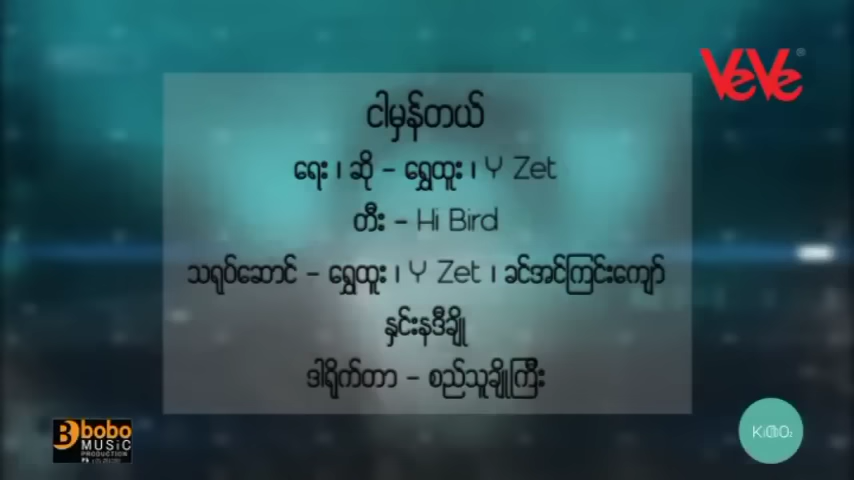 VeVe®
ငါမှန်တယ်
ရေး ၊ ဆို - ရွှေထူး ၊ Y Zet
တီး - Hi Bird
သရုပ်ဆောင် - ရွှေထူး ၊ Y Zet ၊ ခင်အင်ကြင်းကျော်
နှင်းနဒီချို
ဒါရိုက်တာ - စည်သူချိုကြီး
bobo
MUSIC
PRODUCTION